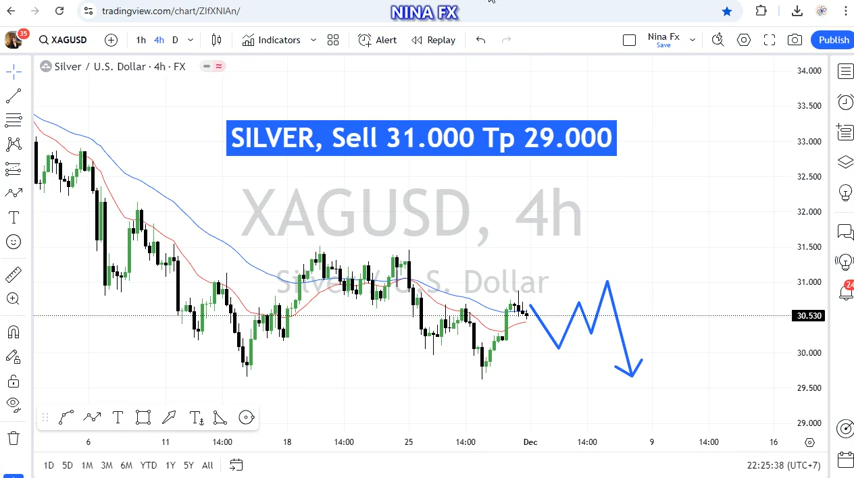 tradingview.com/chart/ZIfXNIAn/
NINA FX
35
XAGUSD
1h 4h D
Indicators
Alert
Replay
Nina Fx
Save
Publish
Silver / U.S. Dollar · 4h · FX
SILVER, Sell 31.000 Tp 29.000
XAGUSD, 4h
Silver / U.S. Dollar
34.000
33.500
33.000
32.500
32.000
31.500
31.000
30.530
30.000
29.500
29.000
24
6 11 14:00 18 14:00 25 14:00 Dec 14:00 9 14:00 16
1D 5D 1M 3M 6M YTD 1Y 5Y All
22:25:38 (UTC+7)